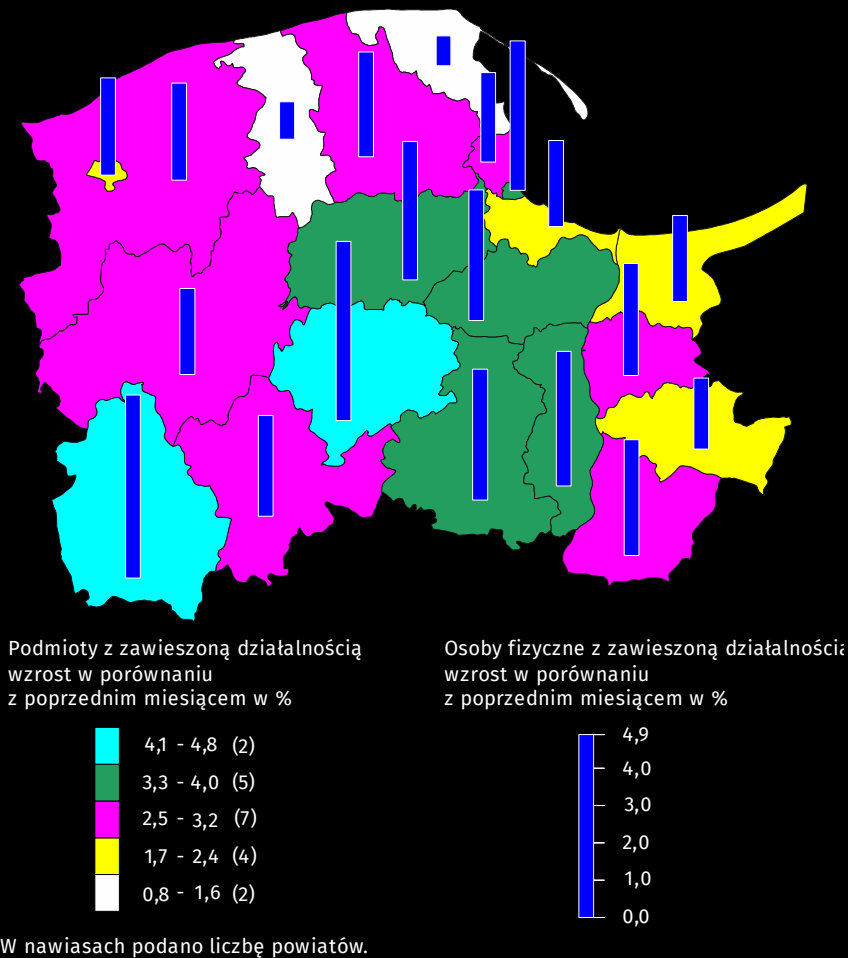 Podmioty z zawieszoną działalnością
wzrost w porównaniu
z poprzednim miesiącem w %
4,1 - 4,8 (2)
3,3 - 4,0 (5)
2,5 - 3,2 (7)
1,7 - 2,4 (4)
0,8 - 1,6 (2)
Osoby fizyczne z zawieszoną działalnością
wzrost w porównaniu
z poprzednim miesiącem w %
4,9
4,0
3,0
2,0
1,0
0,0
W nawiasach podano liczbę powiatów.